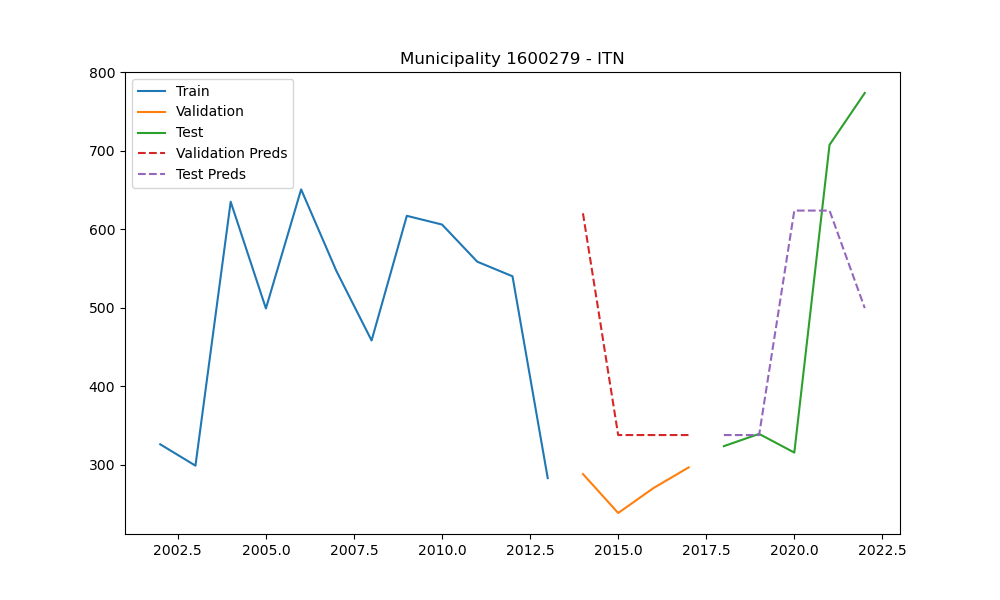 Municipality 1600279 - ITN
800
700
600
500
400
300
Train
Validation
Test
Validation Preds
Test Preds
2002.5 2005.0 2007.5 2010.0 2012.5 2015.0 2017.5 2020.0 2022.5